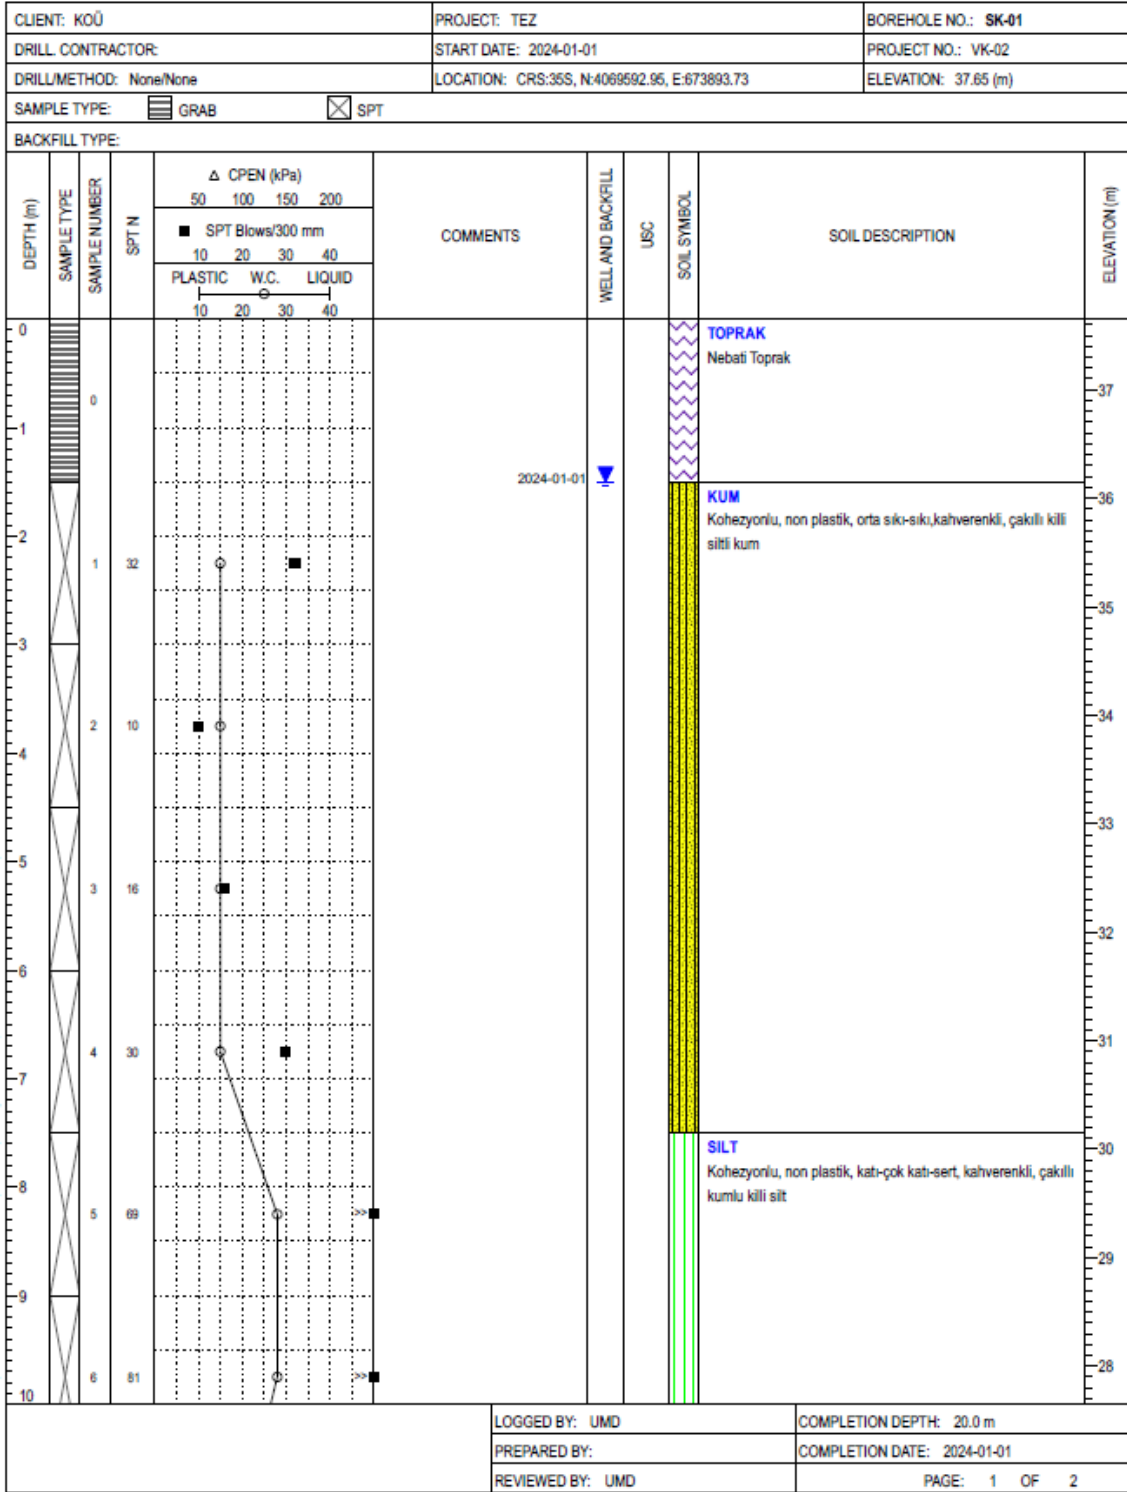 CLIENT: KOÜ
PROJECT: TEZ
BOREHOLE NO.: SK-01
DRILL. CONTRACTOR:
START DATE: 2024-01-01
PROJECT NO.: VK-02
DRILL/METHOD: None/None
LOCATION: CRS:35S, N:4069592.95, E:673893.73
ELEVATION: 37.65 (m)
SAMPLE TYPE: GRAB SPT
BACKFILL TYPE:
DEPTH (m)
SAMPLE TYPE
SAMPLE NUMBER
SPT N
△ CPEN (kPa)
50 100 150 200
■ SPT Blows/300 mm
10 20 30 40
PLASTIC W.C. LIQUID
10 20 30 40
COMMENTS
WELL AND BACKFILL
USC
SOIL SYMBOL
SOIL DESCRIPTION
ELEVATION (m)
0
TOPRAK
Nebati Toprak
37
0
1
2024-01-01
KUM
36
Kohezyonlu, non plastik, orta sıkı-sıkı,kahverenkli, çakıllı killi
siltli kum
2
1 32
35
3
34
2 10
4
33
5
3 16
32
6
31
4 30
7
SILT
30
Kohezyonlu, non plastik, katı-çok katı-sert, kahverenkli, çakıllı
kumlu killi silt
8
5 69 >>
29
9
28
6 81 >>
10
LOGGED BY: UMD
COMPLETION DEPTH: 20.0 m
PREPARED BY:
COMPLETION DATE: 2024-01-01
REVIEWED BY: UMD
PAGE: 1 OF 2